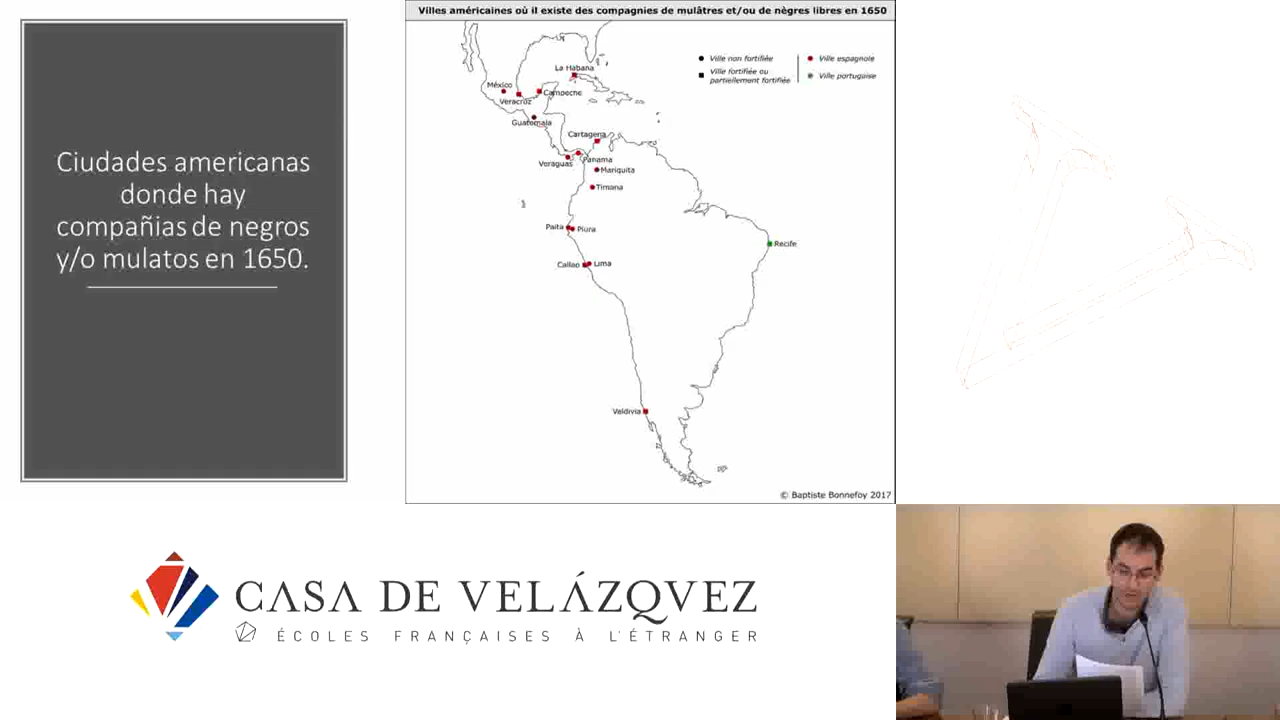 Ciudades americanas
donde hay
compañias de negros
y/o mulatos en 1650.
Villes américaines où il existe des compagnies de mulâtres et/ou de nègres libres en 1650
Ville non fortifiée
Ville fortifiée ou
partiellement fortifiée
Ville espagnole
Ville portugaise
La Habana
México
Veracruz
Campeche
Guatemala
Cartagena
Veraguas
Panama
Mariquita
Timana
Paita
Piura
Recife
Callao
Lima
Valdivia
© Baptiste Bonnefoy 2017
CASA DE VELÁZQVEZ
ÉCOLES FRANÇAISES À L'ÉTRANGER